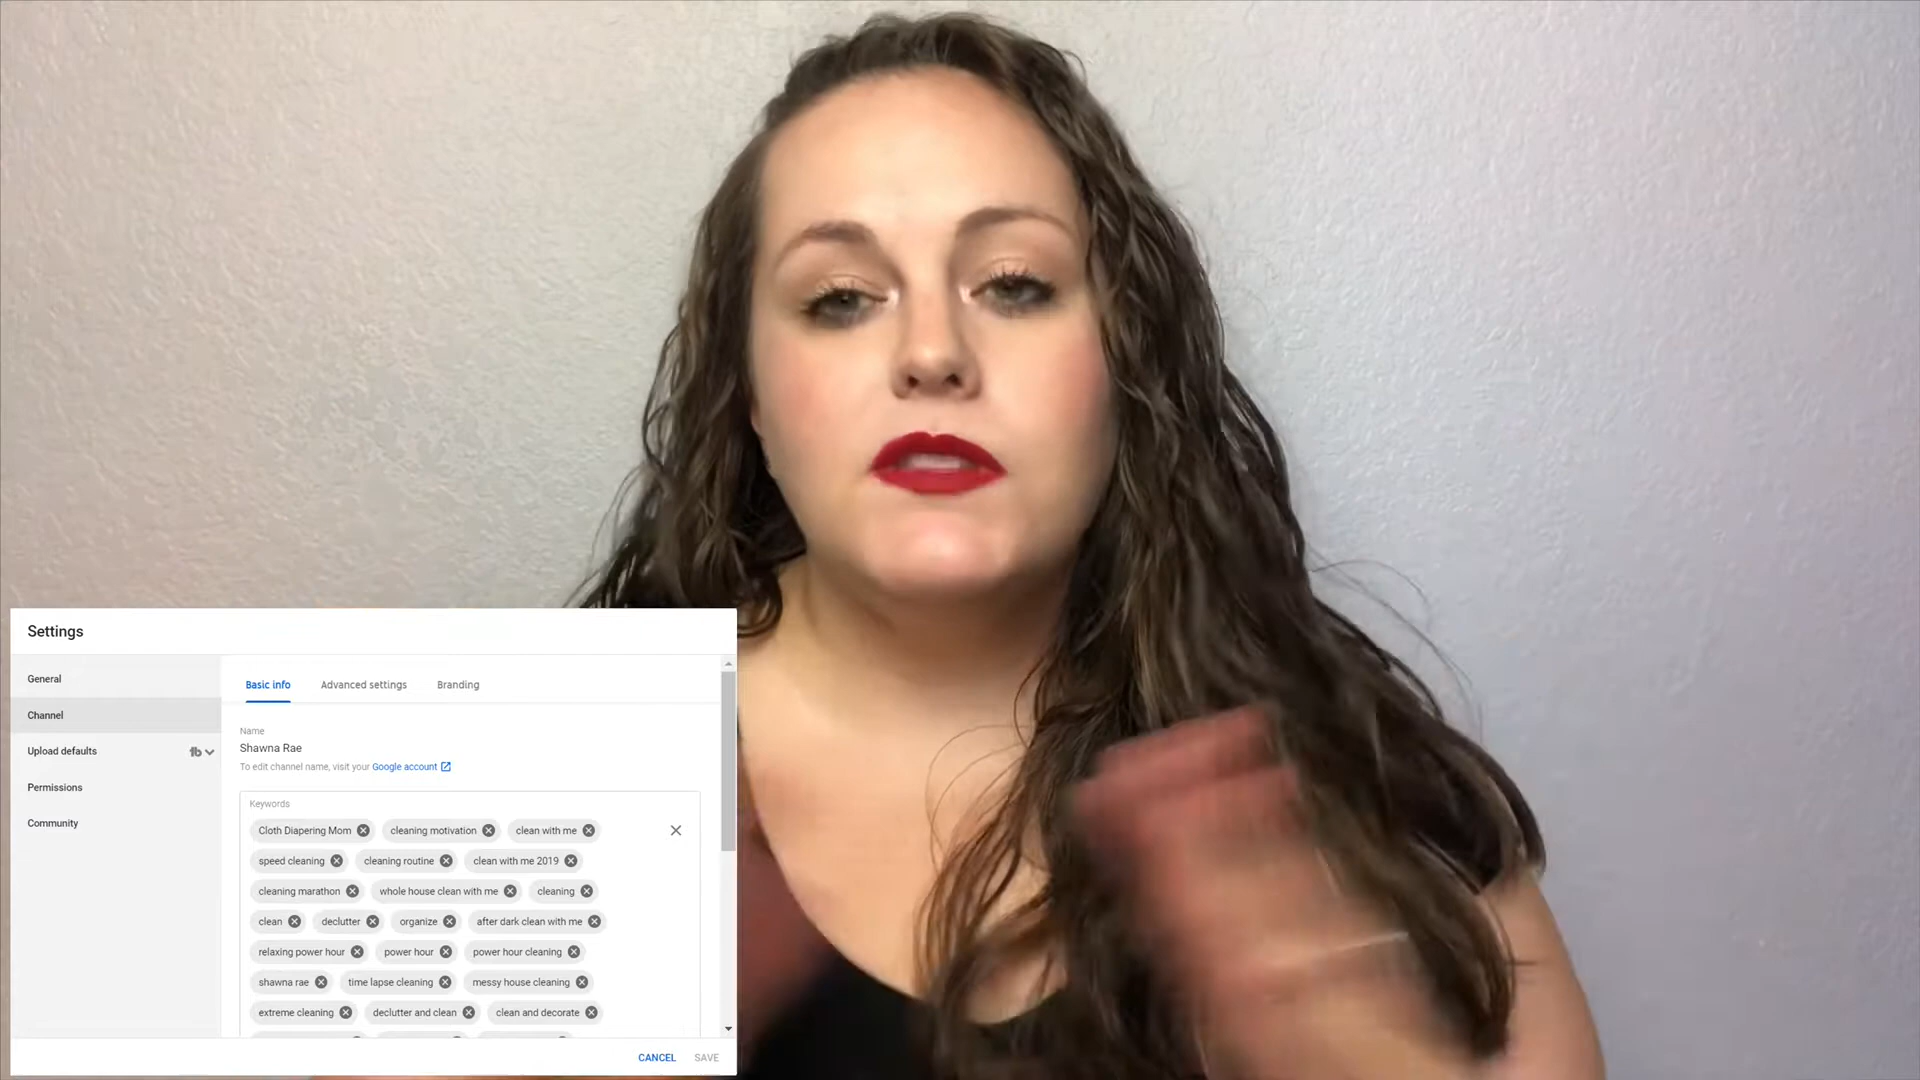 Settings
General
Channel
Upload defaults
Permissions
Community
Basic info Advanced settings Branding
Name
Shawna Rae
To edit channel name, visit your Google account
Keywords
Cloth Diapering Mom cleaning motivation clean with me
speed cleaning cleaning routine clean with me 2019
cleaning marathon whole house clean with me cleaning
clean declutter organize after dark clean with me
relaxing power hour power hour power hour cleaning
shawna rae time lapse cleaning messy house cleaning
extreme cleaning declutter and clean clean and decorate
CANCEL SAVE